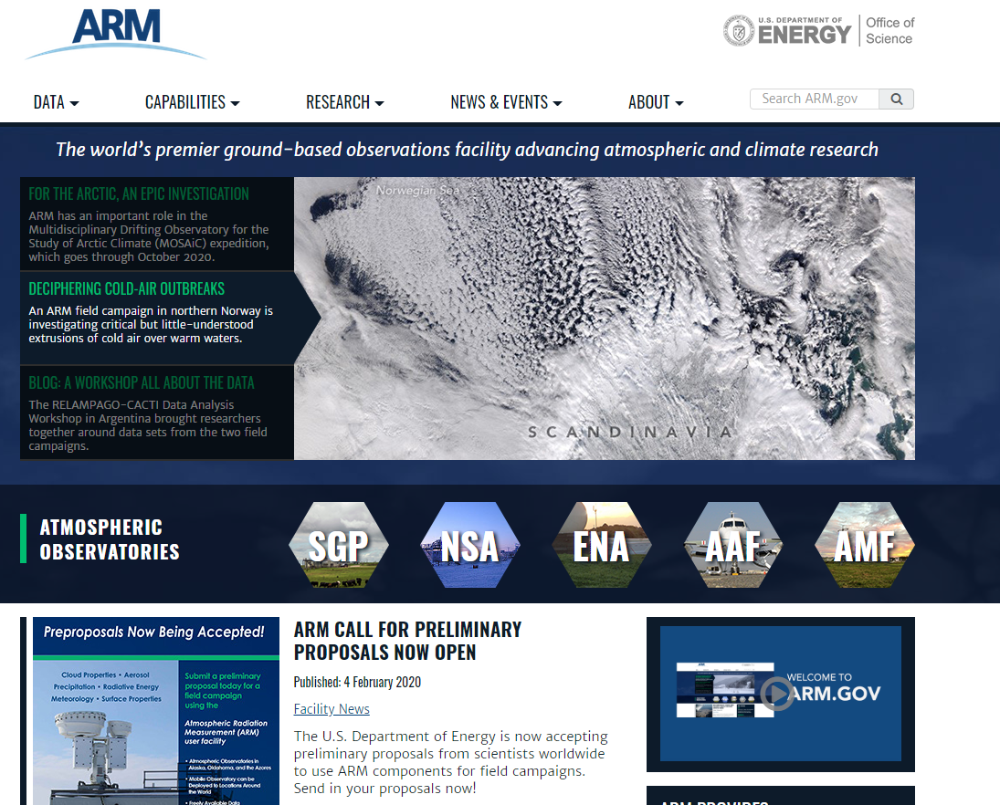 ARM
U.S. DEPARTMENT OF
ENERGY
Office of
Science
DATA
CAPABILITIES
RESEARCH
NEWS & EVENTS
ABOUT
Search ARM.gov
The world's premier ground-based observations facility advancing atmospheric and climate research
FOR THE ARCTIC, AN EPIC INVESTIGATION
ARM has an important role in the
Multidisciplinary Drifting Observatory for the
Study of Arctic Climate (MOSAiC) expedition,
which goes through October 2020.
DECIPHERING COLD-AIR OUTBREAKS
An ARM field campaign in northern Norway is
investigating critical but little-understood
extrusions of cold air over warm waters.
BLOG: A WORKSHOP ALL ABOUT THE DATA
The RELAMPAGO-CACTI Data Analysis
Workshop in Argentina brought researchers
together around data sets from the two field
campaigns.
Norwegian Sea
SCANDINAVIA
ATMOSPHERIC
OBSERVATORIES
SGP
NSA
ENA
AAF
AMF
Preproposals Now Being Accepted!
Cloud Properties • Aerosol
Precipitation • Radiative Energy
Meteorology • Surface Properties
Submit a preliminary
proposal today for a
field campaign
using the
Atmospheric Radiation
Measurement (ARM)
user facility
• Atmospheric Observatories in
Alaska, Oklahoma, and the Azores
• Mobile Observatory can be
Deployed to Locations Around
the World
• Freely Available Data
ARM CALL FOR PRELIMINARY
PROPOSALS NOW OPEN
Published: 4 February 2020
Facility News
The U.S. Department of Energy is now accepting
preliminary proposals from scientists worldwide
to use ARM components for field campaigns.
Send in your proposals now!
WELCOME TO
ARM.GOV
ARM PROVIDES